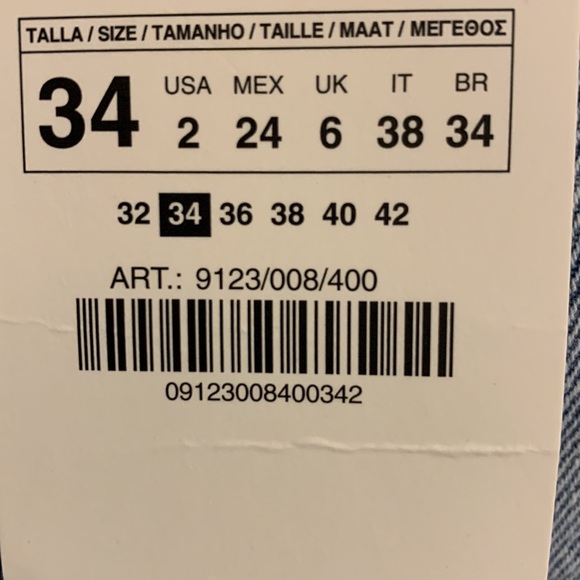 TALLA / SIZE / TAMANHO / TAILLE / MAAT / ΜΕΓΕΘΟΣ
34 USA MEX UK IT BR
2 24 6 38 34
32 34 36 38 40 42
ART.: 9123/008/400
09123008400342